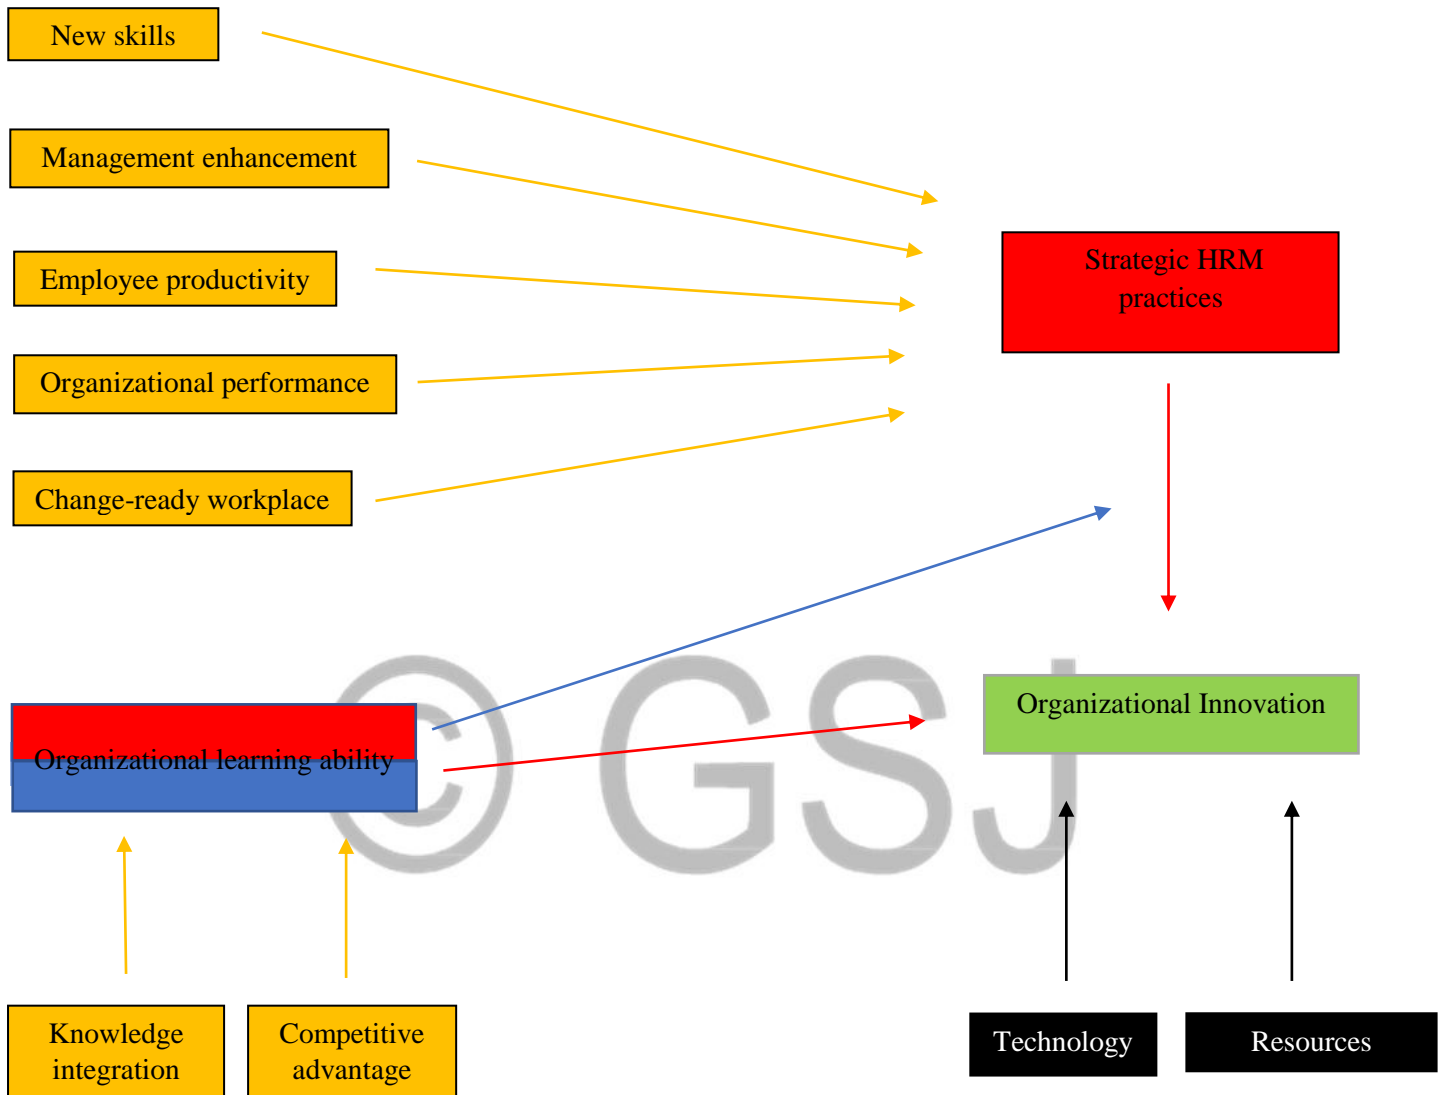 New skills
Management enhancement
Employee productivity
Organizational performance
Change-ready workplace
Strategic HRM
practices
Organizational learning ability
Organizational Innovation
© GSJ
Knowledge
integration
Competitive
advantage
Technology
Resources